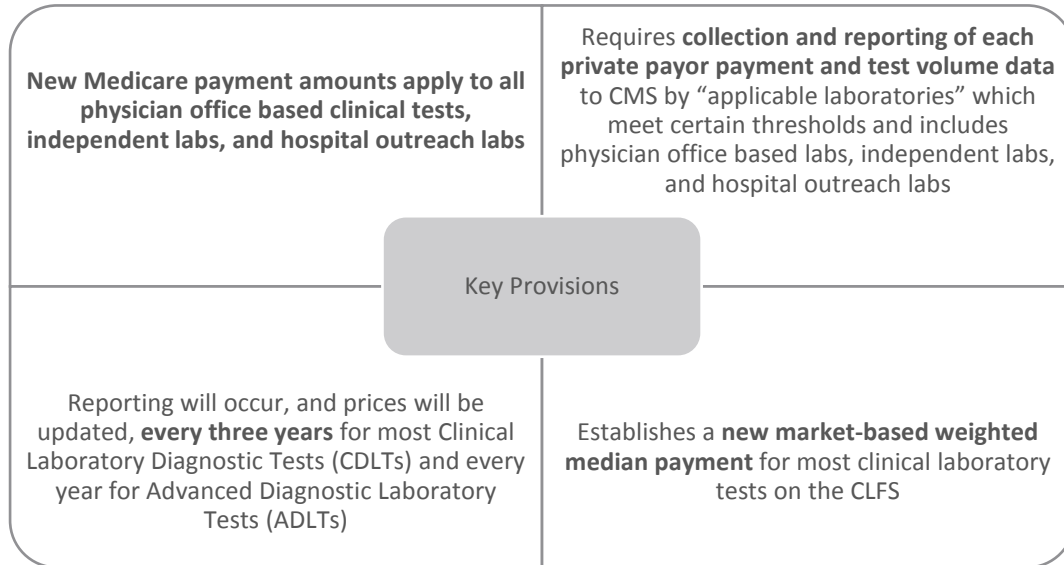 New Medicare payment amounts apply to all
physician office based clinical tests,
independent labs, and hospital outreach labs
Requires collection and reporting of each
private payor payment and test volume data
to CMS by “applicable laboratories” which
meet certain thresholds and includes
physician office based labs, independent labs,
and hospital outreach labs
Key Provisions
Reporting will occur, and prices will be
updated, every three years for most Clinical
Laboratory Diagnostic Tests (CDLTs) and every
year for Advanced Diagnostic Laboratory
Tests (ADLTs)
Establishes a new market-based weighted
median payment for most clinical laboratory
tests on the CLFS